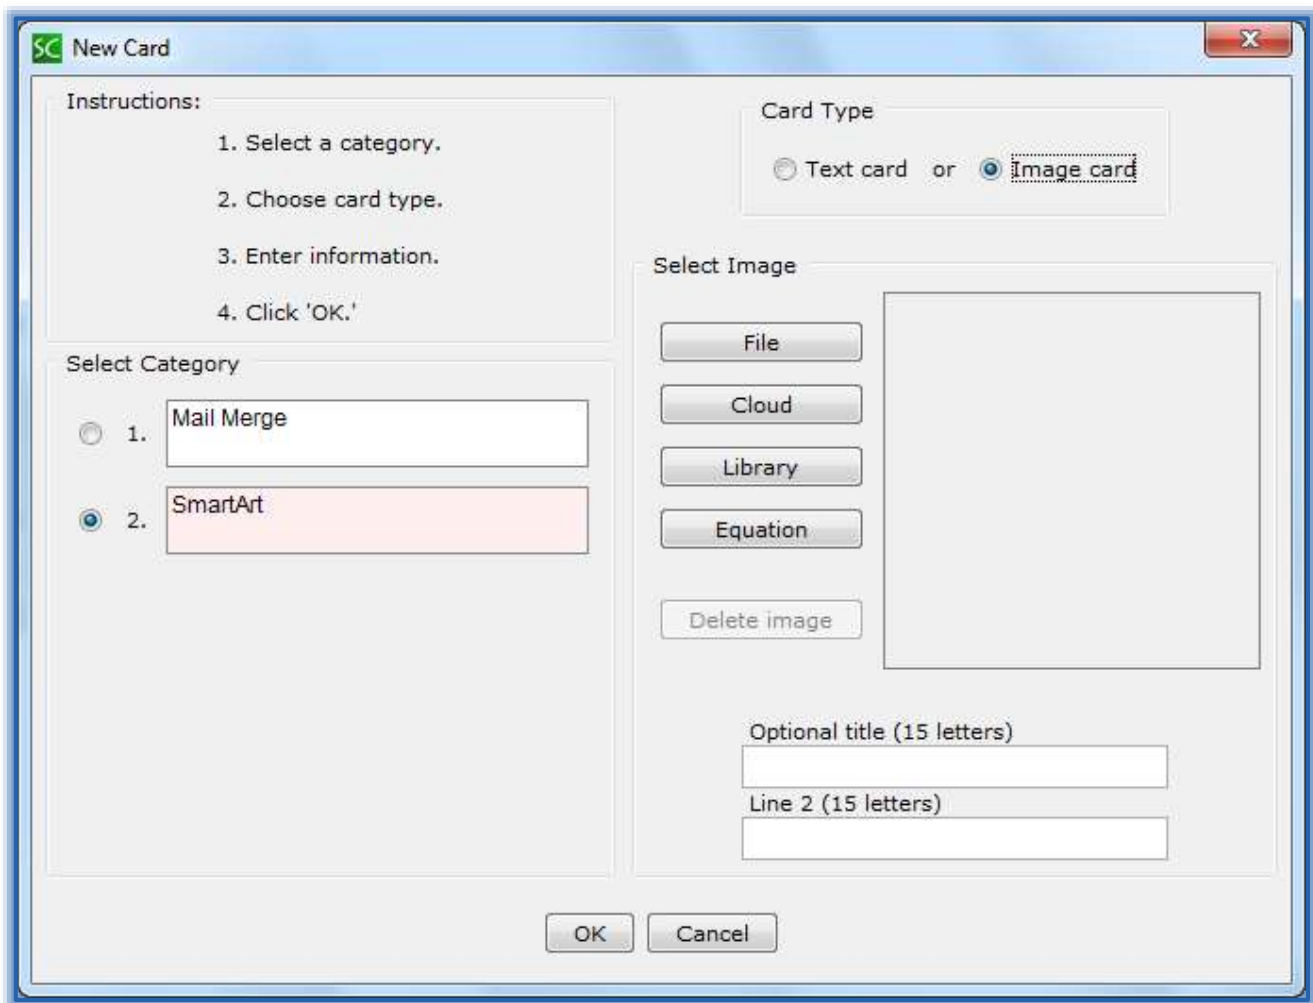 SC New Card
Instructions:
1. Select a category.
2. Choose card type.
3. Enter information.
4. Click 'OK.'
Select Category
1. Mail Merge
2. SmartArt
Card Type
Text card or Image card
Select Image
File
Cloud
Library
Equation
Delete image
Optional title (15 letters)
Line 2 (15 letters)
OK Cancel